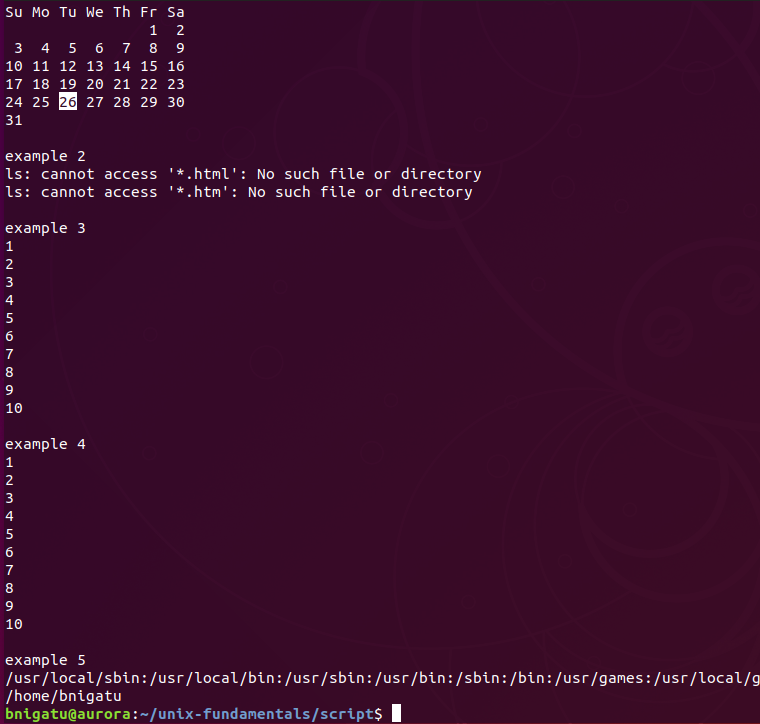 Su Mo Tu We Th Fr Sa
                1  2
 3  4  5  6  7  8  9
10 11 12 13 14 15 16
17 18 19 20 21 22 23
24 25 26 27 28 29 30
31
example 2
ls: cannot access '*.html': No such file or directory
ls: cannot access '*.htm': No such file or directory
example 3
1
2
3
4
5
6
7
8
9
10
example 4
1
2
3
4
5
6
7
8
9
10
example 5
/usr/local/sbin:/usr/local/bin:/usr/sbin:/usr/bin:/sbin:/bin:/usr/games:/usr/local/g
/home/bnigatu
bnigatu@aurora:~/unix-fundamentals/script$